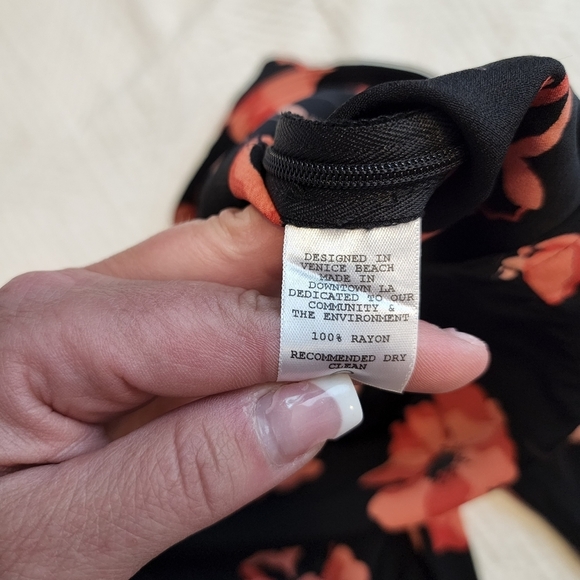 DESIGNED IN
VENICE BEACH
MADE IN
DOWNTOWN LA
DEDICATED TO OUR
COMMUNITY &
THE ENVIRONMENT
100% RAYON
RECOMMENDED DRY
CLEAN